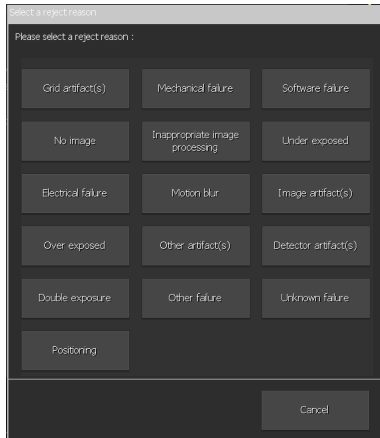 Select a reject reason
Please select a reject reason :
Grid artifact(s)
Mechanical failure
Software failure
No image
Inappropriate image
processing
Under exposed
Electrical failure
Motion blur
Image artifact(s)
Over exposed
Other artifact(s)
Detector artifact(s)
Double exposure
Other failure
Unknown failure
Positioning
Cancel